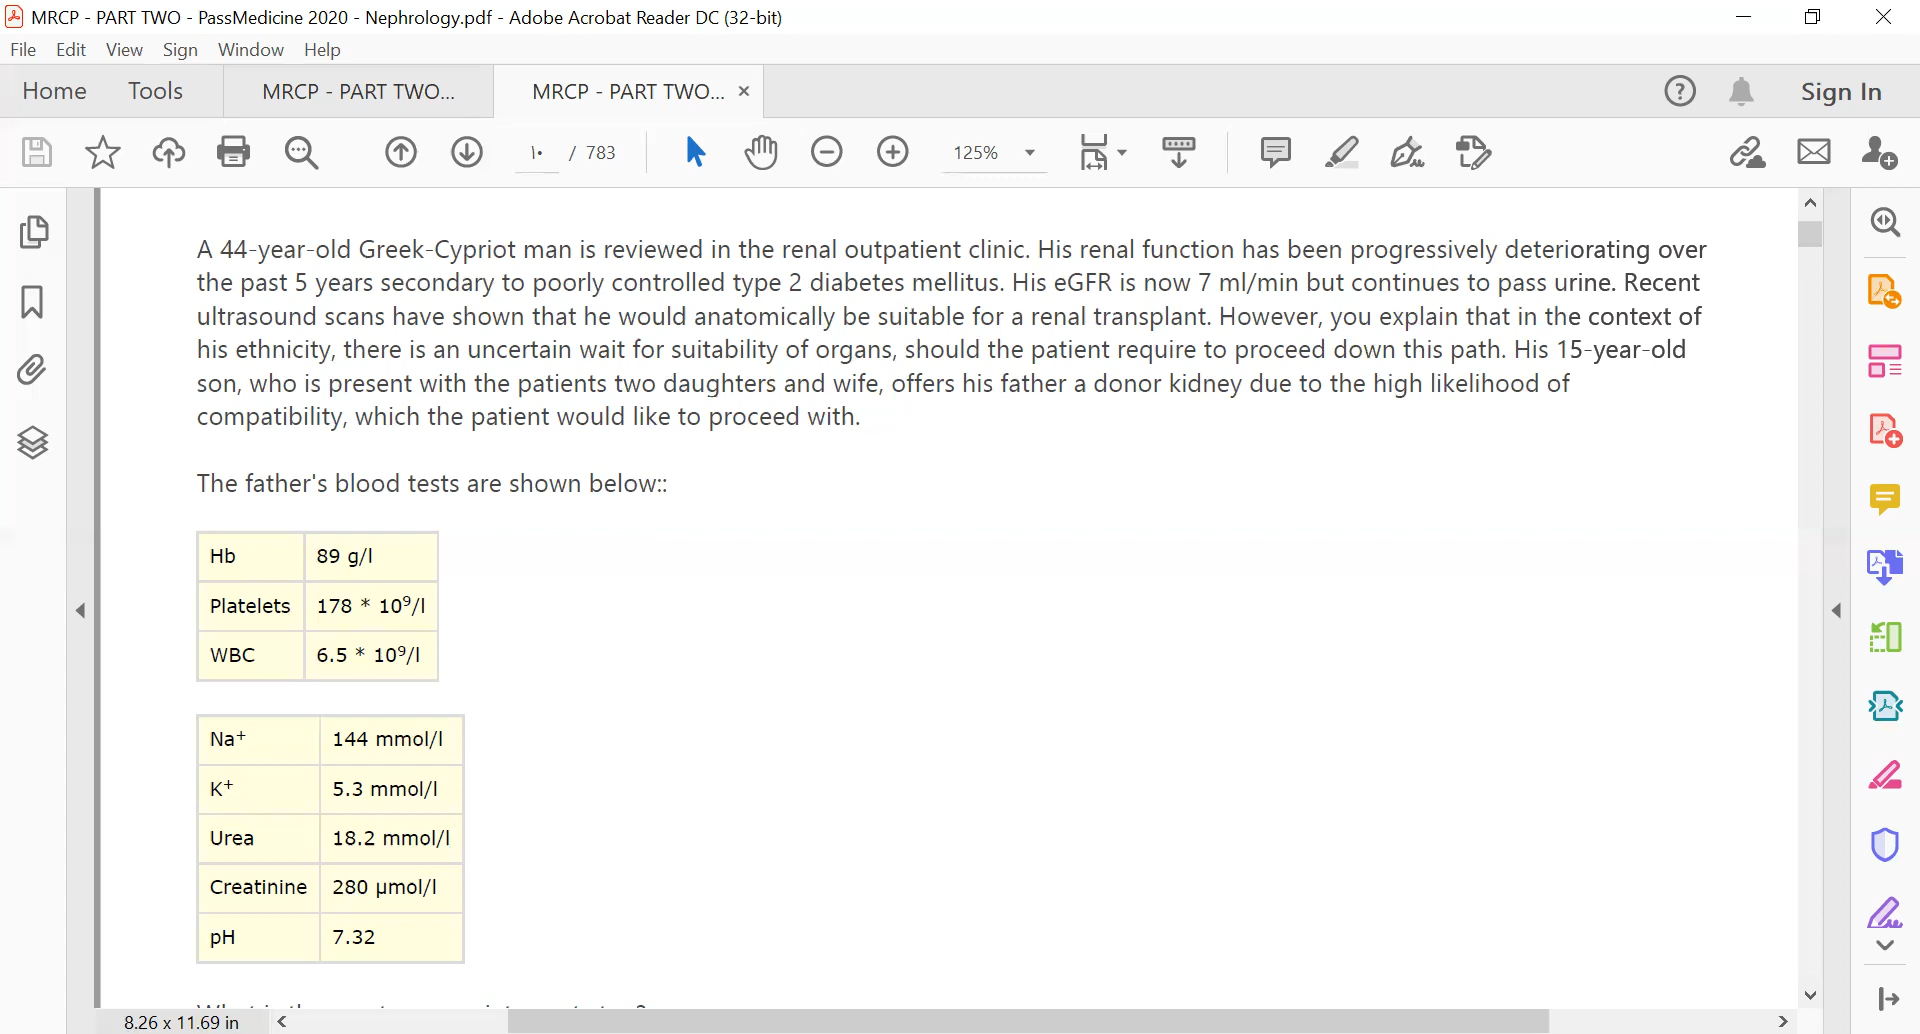 MRCP - PART TWO - PassMedicine 2020 - Nephrology.pdf - Adobe Acrobat Reader DC (32-bit)
File Edit View Sign Window Help
Home Tools MRCP - PART TWO... MRCP - PART TWO... × Sign In
١٠ / 783 125%
A 44-year-old Greek-Cypriot man is reviewed in the renal outpatient clinic. His renal function has been progressively deteriorating over
the past 5 years secondary to poorly controlled type 2 diabetes mellitus. His eGFR is now 7 ml/min but continues to pass urine. Recent
ultrasound scans have shown that he would anatomically be suitable for a renal transplant. However, you explain that in the context of
his ethnicity, there is an uncertain wait for suitability of organs, should the patient require to proceed down this path. His 15-year-old
son, who is present with the patients two daughters and wife, offers his father a donor kidney due to the high likelihood of
compatibility, which the patient would like to proceed with.
The father's blood tests are shown below::
Hb 89 g/l
Platelets 178 * 10⁹/l
WBC 6.5 * 10⁹/l
Na⁺ 144 mmol/l
K⁺ 5.3 mmol/l
Urea 18.2 mmol/l
Creatinine 280 µmol/l
pH 7.32
8.26 x 11.69 in